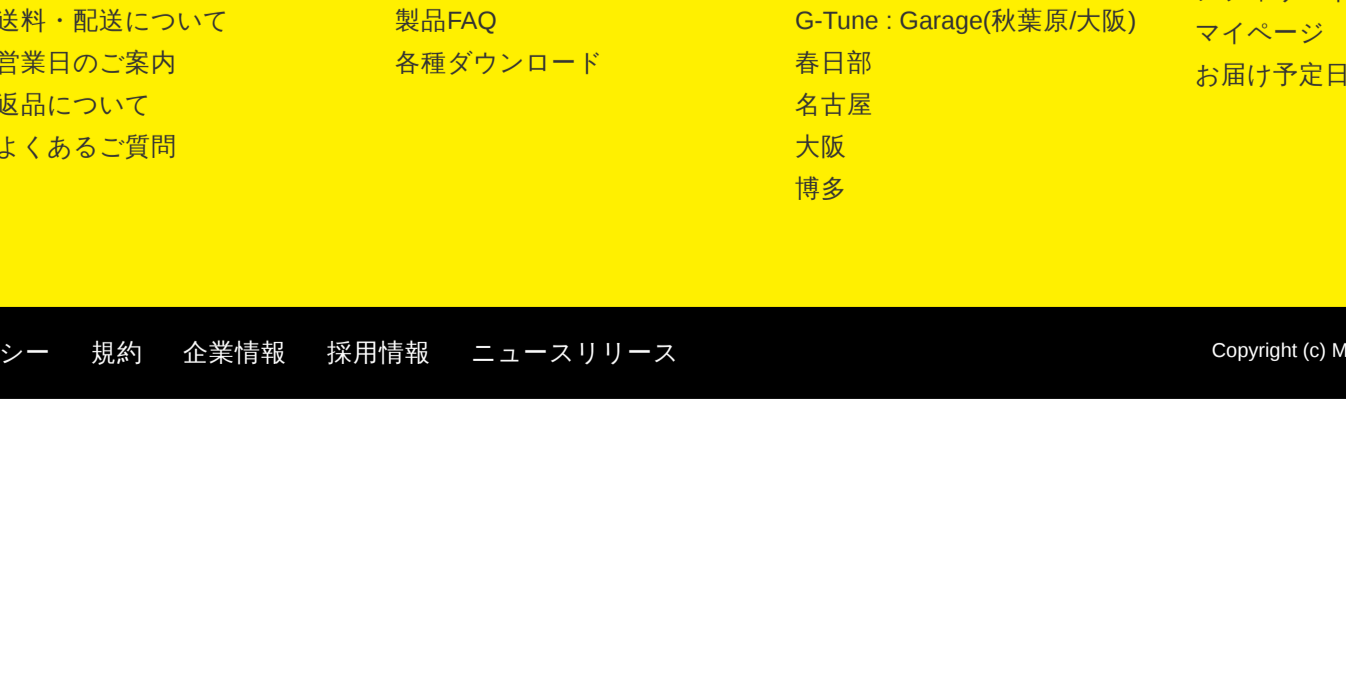 送料・配送について
営業日のご案内
返品について
よくあるご質問
製品FAQ
各種ダウンロード
G-Tune : Garage(秋葉原/大阪)
春日部
名古屋
大阪
博多
マイページ
お届け予定日
シー 規約 企業情報 採用情報 ニュースリリース
Copyright (c) M